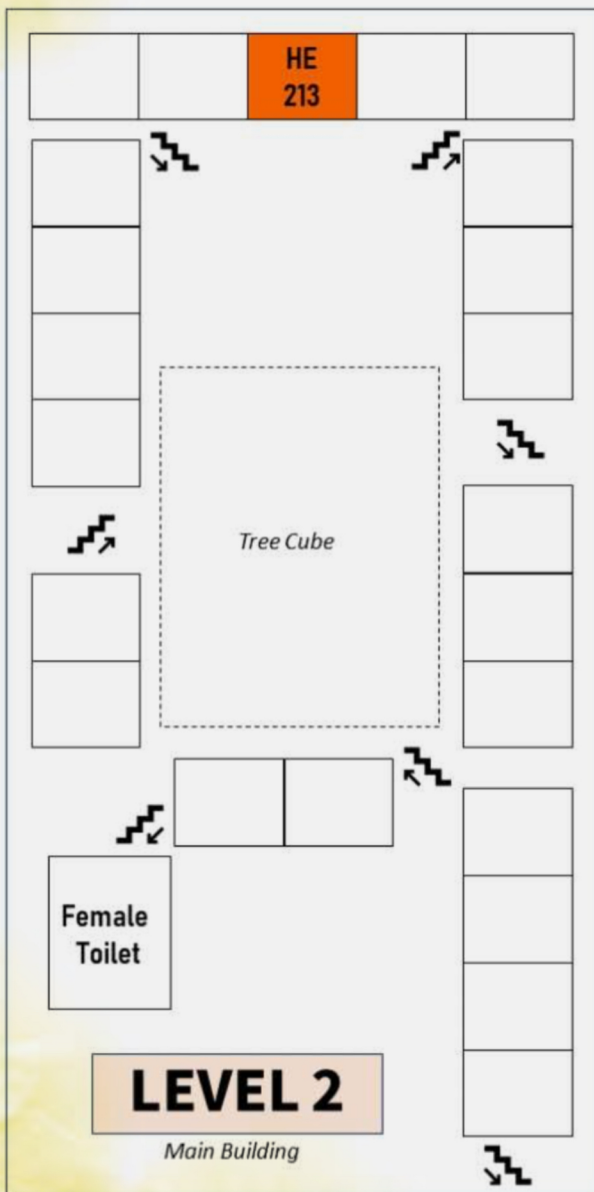 HE
213
Tree Cube
Female
Toilet
LEVEL 2
Main Building